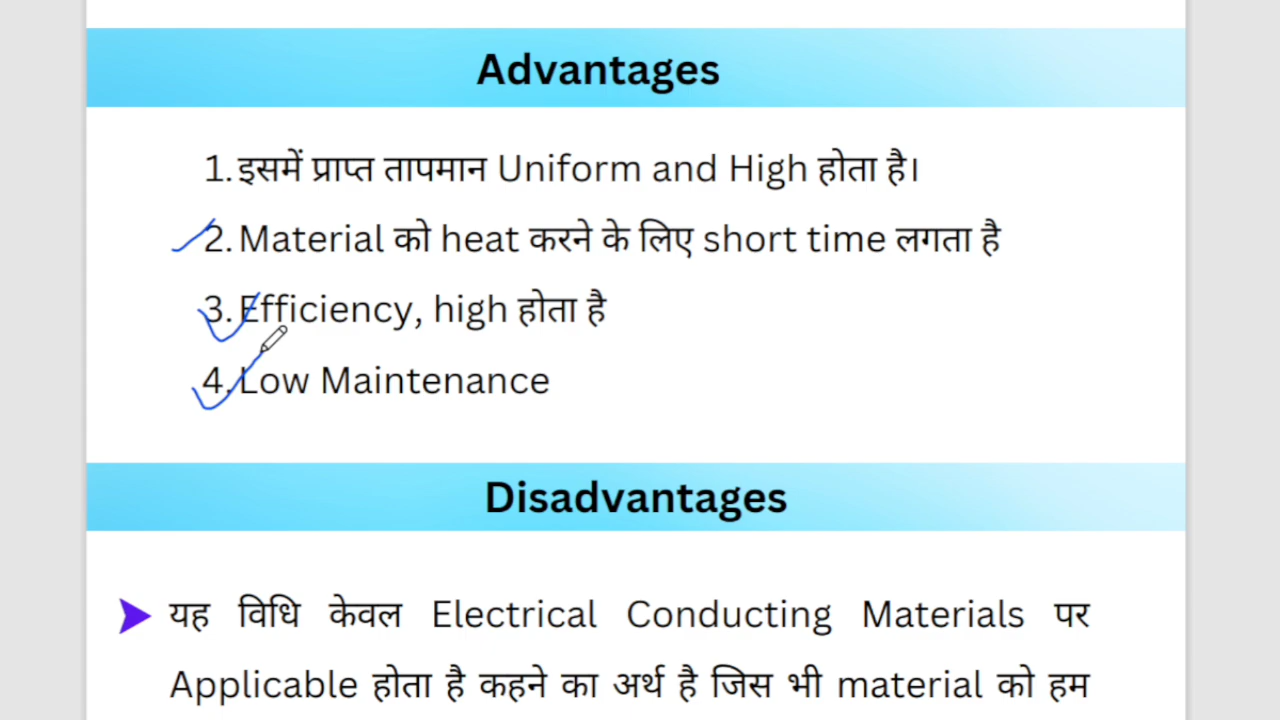 Advantages
1. इसमें प्राप्त तापमान Uniform and High होता है।
2. Material को heat करने के लिए short time लगता है
3. Efficiency, high होता है
4. Low Maintenance
Disadvantages
यह विधि केवल Electrical Conducting Materials पर
Applicable होता है कहने का अर्थ है जिस भी material को हम